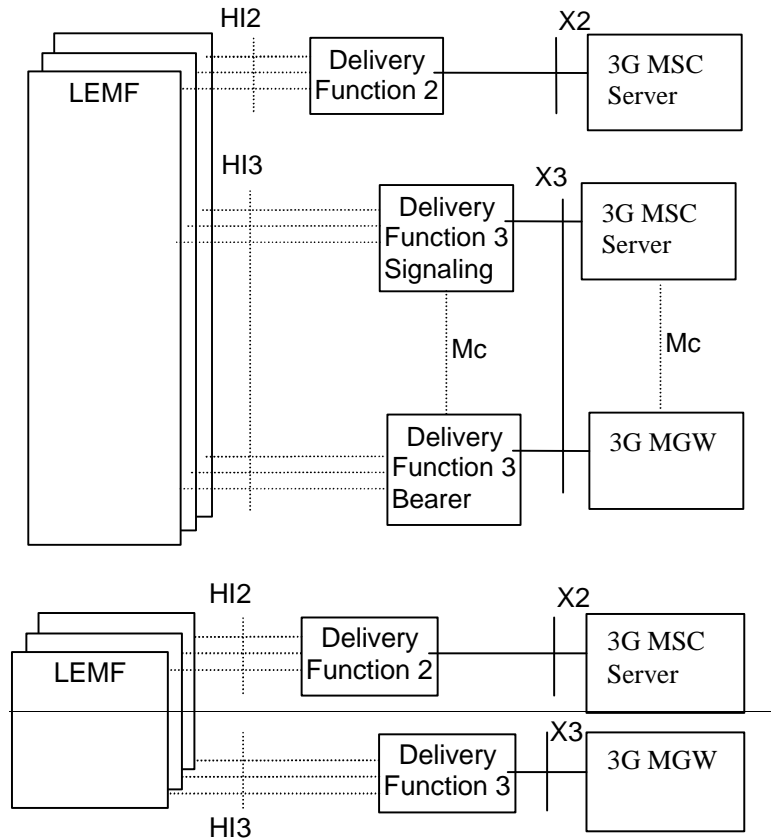 HI2
X2
Delivery
Function 2
3G MSC
Server
LEMF
HI3
X3
Delivery
Function 3
Signaling
3G MSC
Server
Mc
Mc
Delivery
Function 3
Bearer
3G MGW
HI2
X2
Delivery
Function 2
3G MSC
Server
LEMF
X3
Delivery
Function 3
3G MGW
HI3